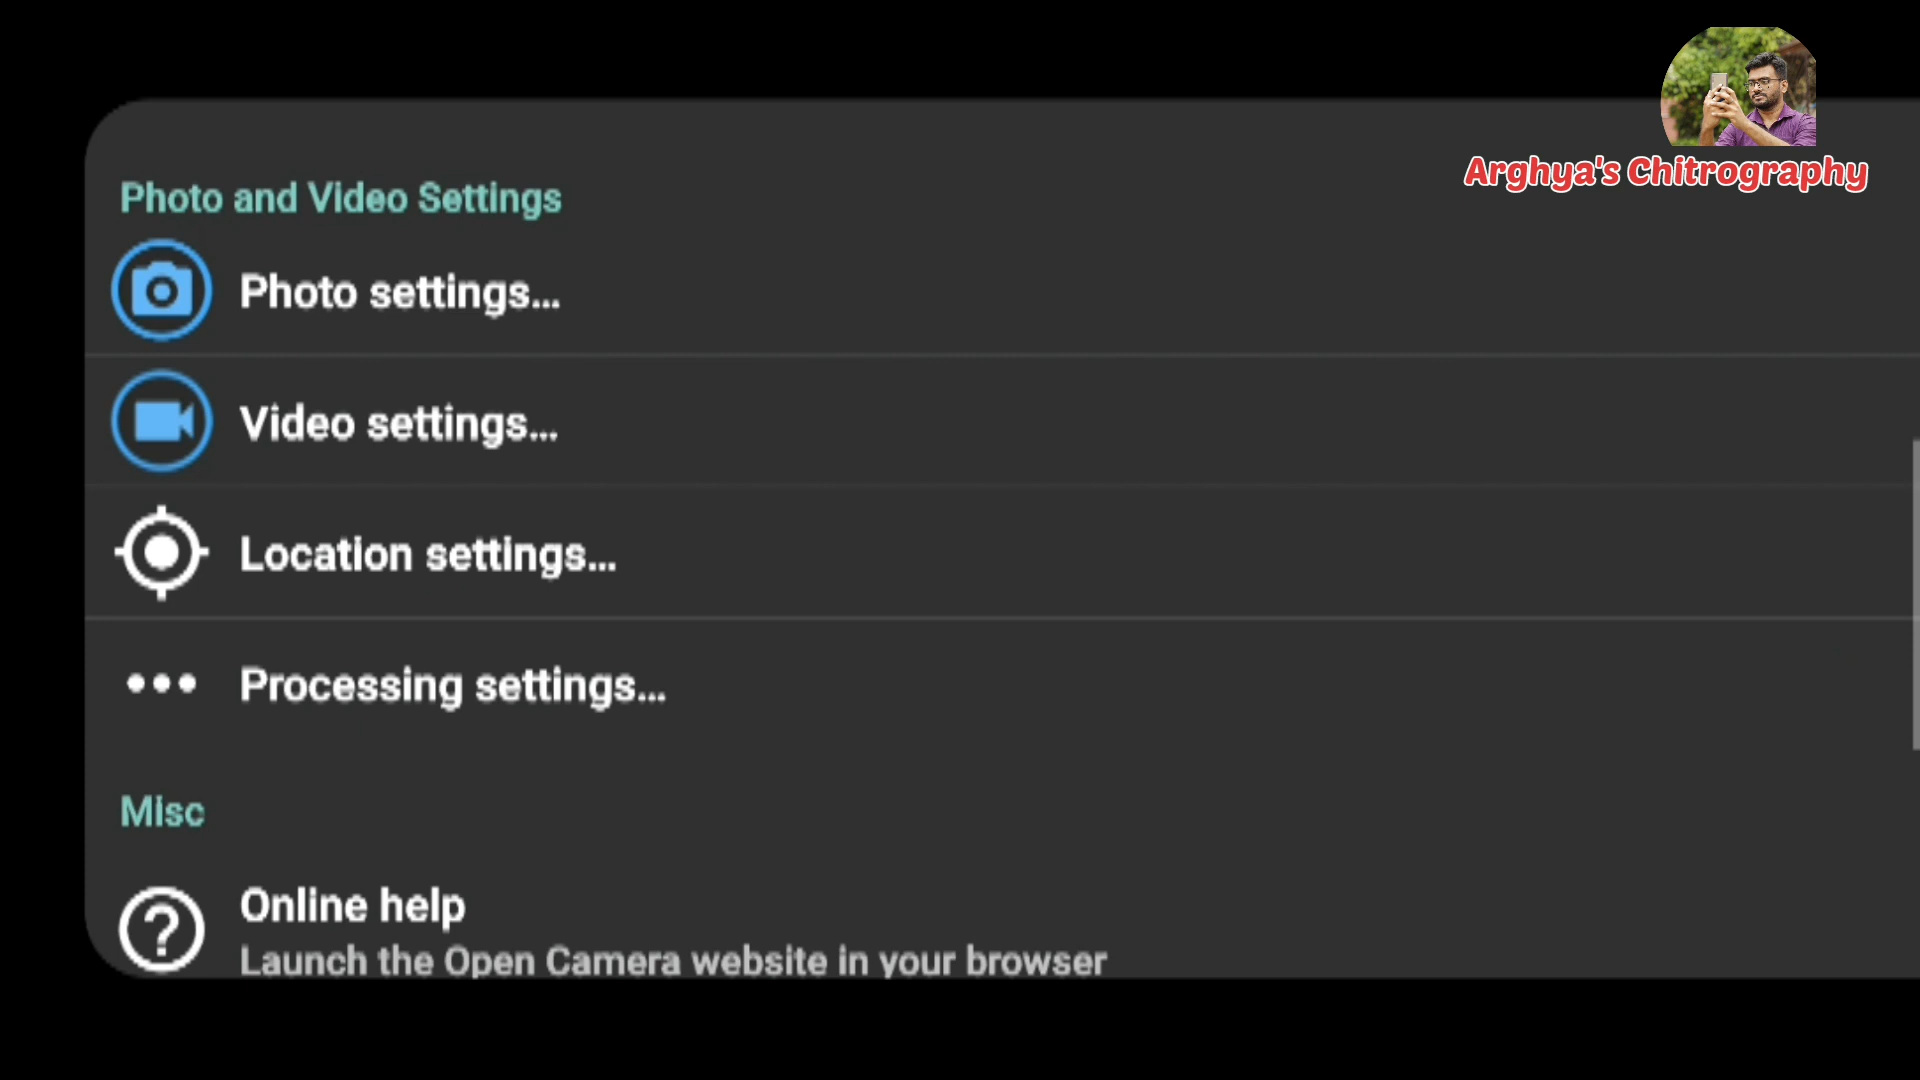 Arghya's Chitrography
Photo and Video Settings
Photo settings...
Video settings...
Location settings...
Processing settings...
Misc
Online help
Launch the Open Camera website in your browser